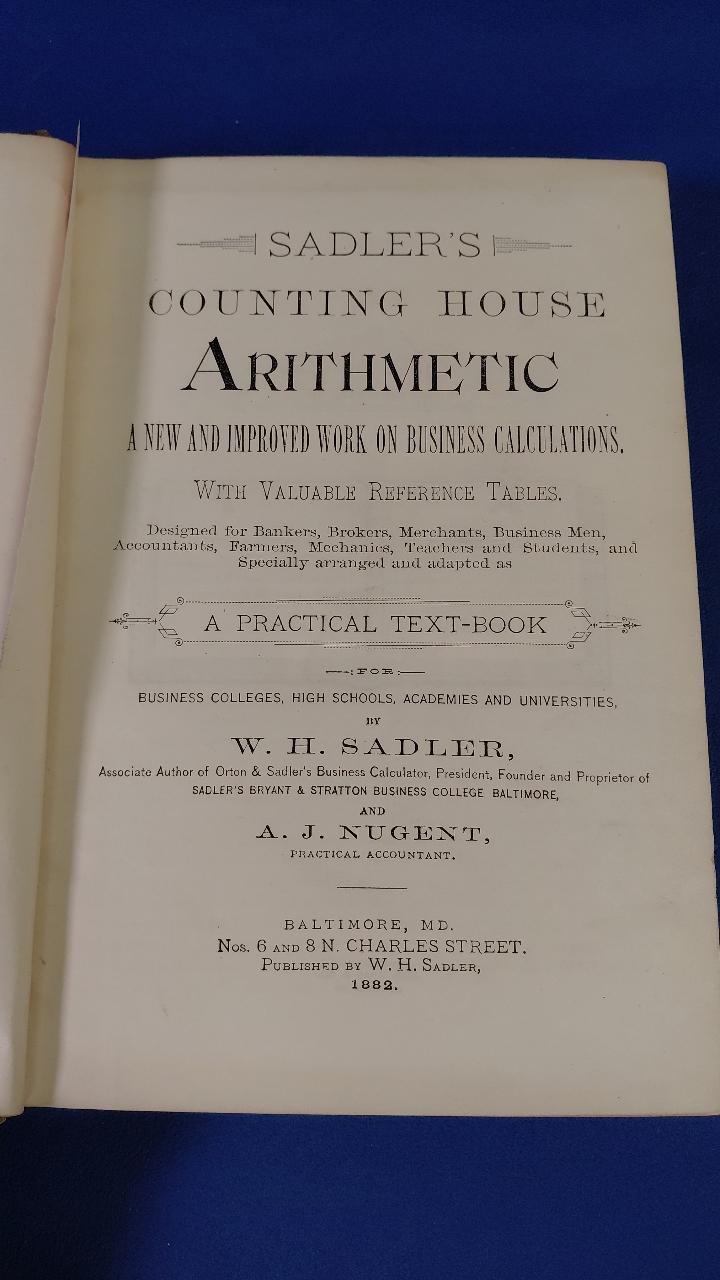 SADLER'S
COUNTING HOUSE
ARITHMETIC
A NEW AND IMPROVED WORK ON BUSINESS CALCULATIONS.
WITH VALUABLE REFERENCE TABLES.
Designed for Bankers, Brokers, Merchants, Business Men,
Accountants, Farmers, Mechanics, Teachers and Students, and
Specially arranged and adapted as
A PRACTICAL TEXT-BOOK
FOR
BUSINESS COLLEGES, HIGH SCHOOLS, ACADEMIES AND UNIVERSITIES,
BY
W. H. SADLER,
Associate Author of Orton & Sadler's Business Calculator, President, Founder and Proprietor of
SADLER'S BRYANT & STRATTON BUSINESS COLLEGE BALTIMORE,
AND
A. J. NUGENT,
PRACTICAL ACCOUNTANT.
BALTIMORE, MD.
Nos. 6 AND 8 N. CHARLES STREET.
PUBLISHED BY W. H. SADLER,
1882.